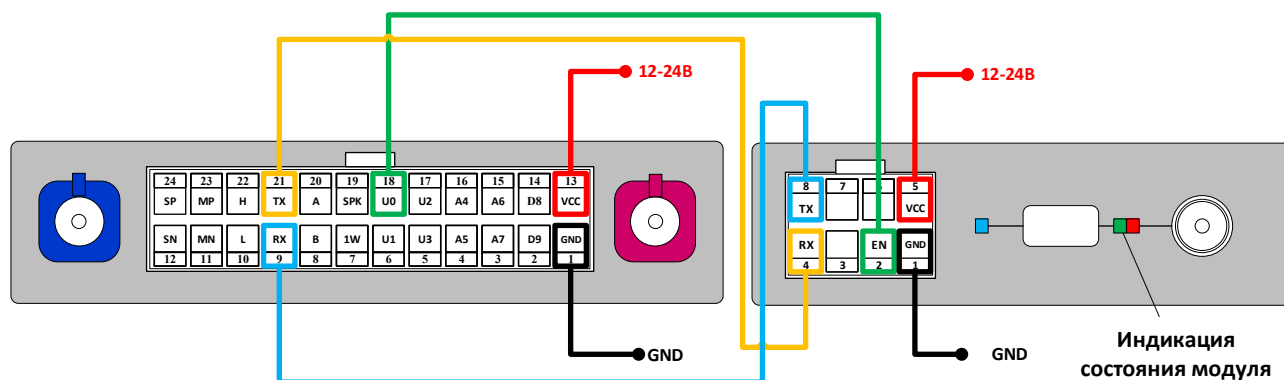 12-24В
12-24В
24 23 22 21 20 19 18 17 16 15 14 13
SP MP H TX A SPK U0 U2 A4 A6 D8 VCC
SN MN L RX B 1W U1 U3 A5 A7 D9 GND
12 11 10 9 8 7 6 5 4 3 2 1
8 7 5
TX VCC
RX EN GND
4 3 2 1
GND
GND
Индикация
состояния модуля